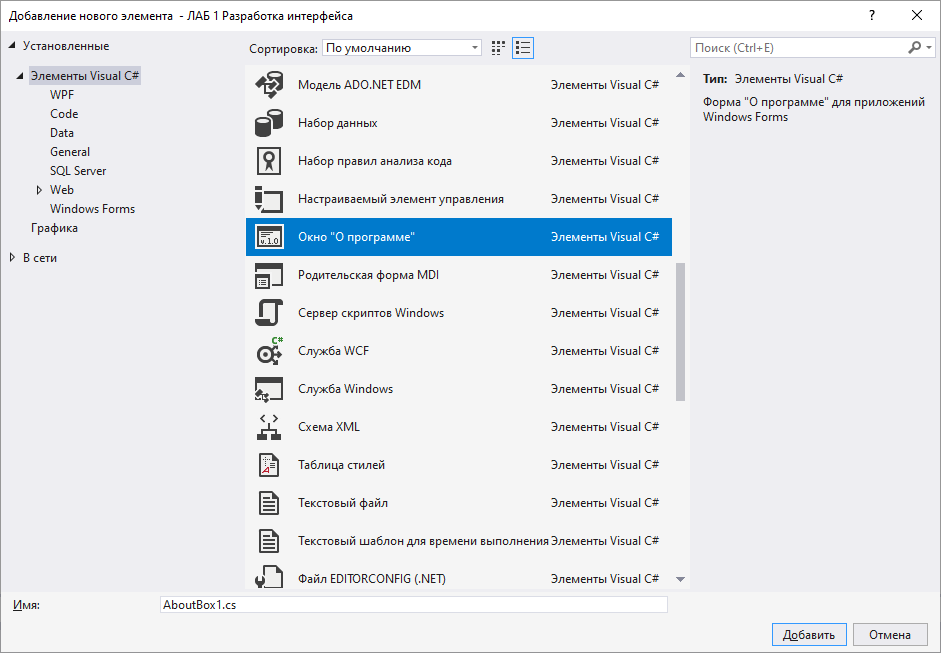 Добавление нового элемента - ЛАБ 1 Разработка интерфейса
Установленные
Элементы Visual C#
WPF
Code
Data
General
SQL Server
Web
Windows Forms
Графика
В сети
Сортировка: По умолчанию
Модель ADO.NET EDM Элементы Visual C#
Набор данных Элементы Visual C#
Набор правил анализа кода Элементы Visual C#
Настраиваемый элемент управления Элементы Visual C#
v.1.0 Окно "О программе" Элементы Visual C#
Родительская форма MDI Элементы Visual C#
Сервер скриптов Windows Элементы Visual C#
C# Служба WCF Элементы Visual C#
Служба Windows Элементы Visual C#
Схема XML Элементы Visual C#
Таблица стилей Элементы Visual C#
Текстовый файл Элементы Visual C#
Текстовый шаблон для времени выполнения Элементы Visual C#
Файл EDITORCONFIG (.NET) Элементы Visual C#
Поиск (Ctrl+E)
Тип: Элементы Visual C#
Форма "О программе" для приложений
Windows Forms
Имя: AboutBox1.cs
Добавить Отмена